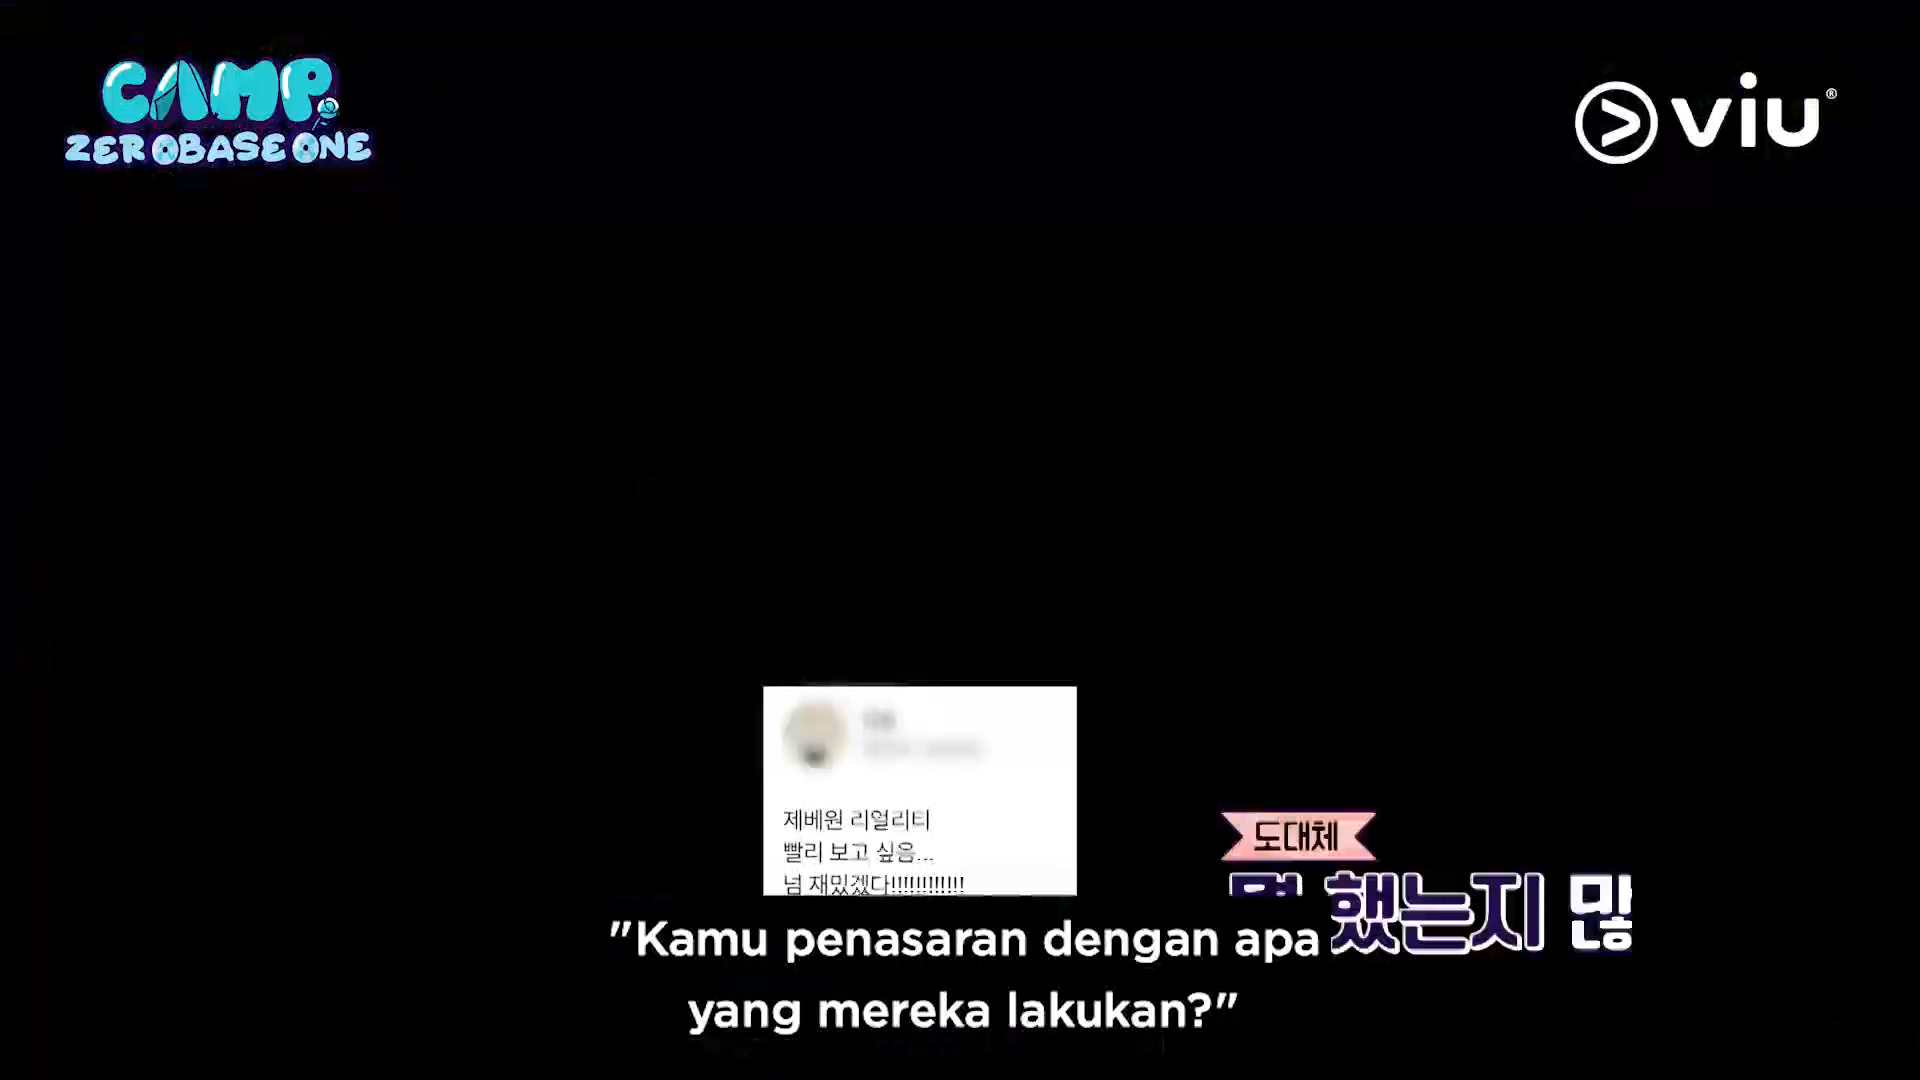 CAMP
ZEROBASEONE
viu®
제베원 리얼리티
빨리 보고 싶음...
넘 재밌겠다!!!!!!!!!!!!
도대체
했는지 많
"Kamu penasaran dengan apa
yang mereka lakukan?"